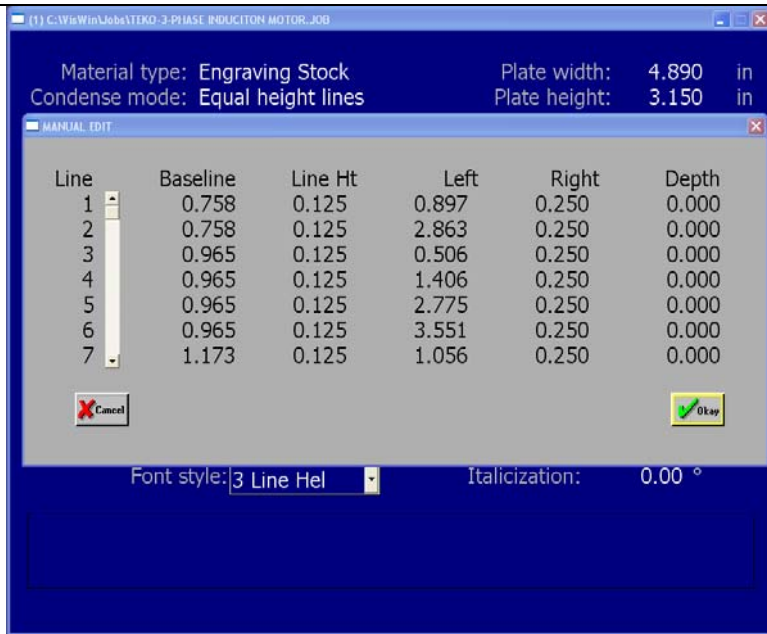 (1) C:\VisWin\Jobs\TEKO-3-PHASE INDUCITON MOTOR.JOB
Material type: Engraving Stock Plate width: 4.890 in
Condense mode: Equal height lines Plate height: 3.150 in
MANUAL EDIT
Line Baseline Line Ht Left Right Depth
1 0.758 0.125 0.897 0.250 0.000
2 0.758 0.125 2.863 0.250 0.000
3 0.965 0.125 0.506 0.250 0.000
4 0.965 0.125 1.406 0.250 0.000
5 0.965 0.125 2.775 0.250 0.000
6 0.965 0.125 3.551 0.250 0.000
7 1.173 0.125 1.056 0.250 0.000
Cancel Okay
Font style: 3 Line Hel Italicization: 0.00 °